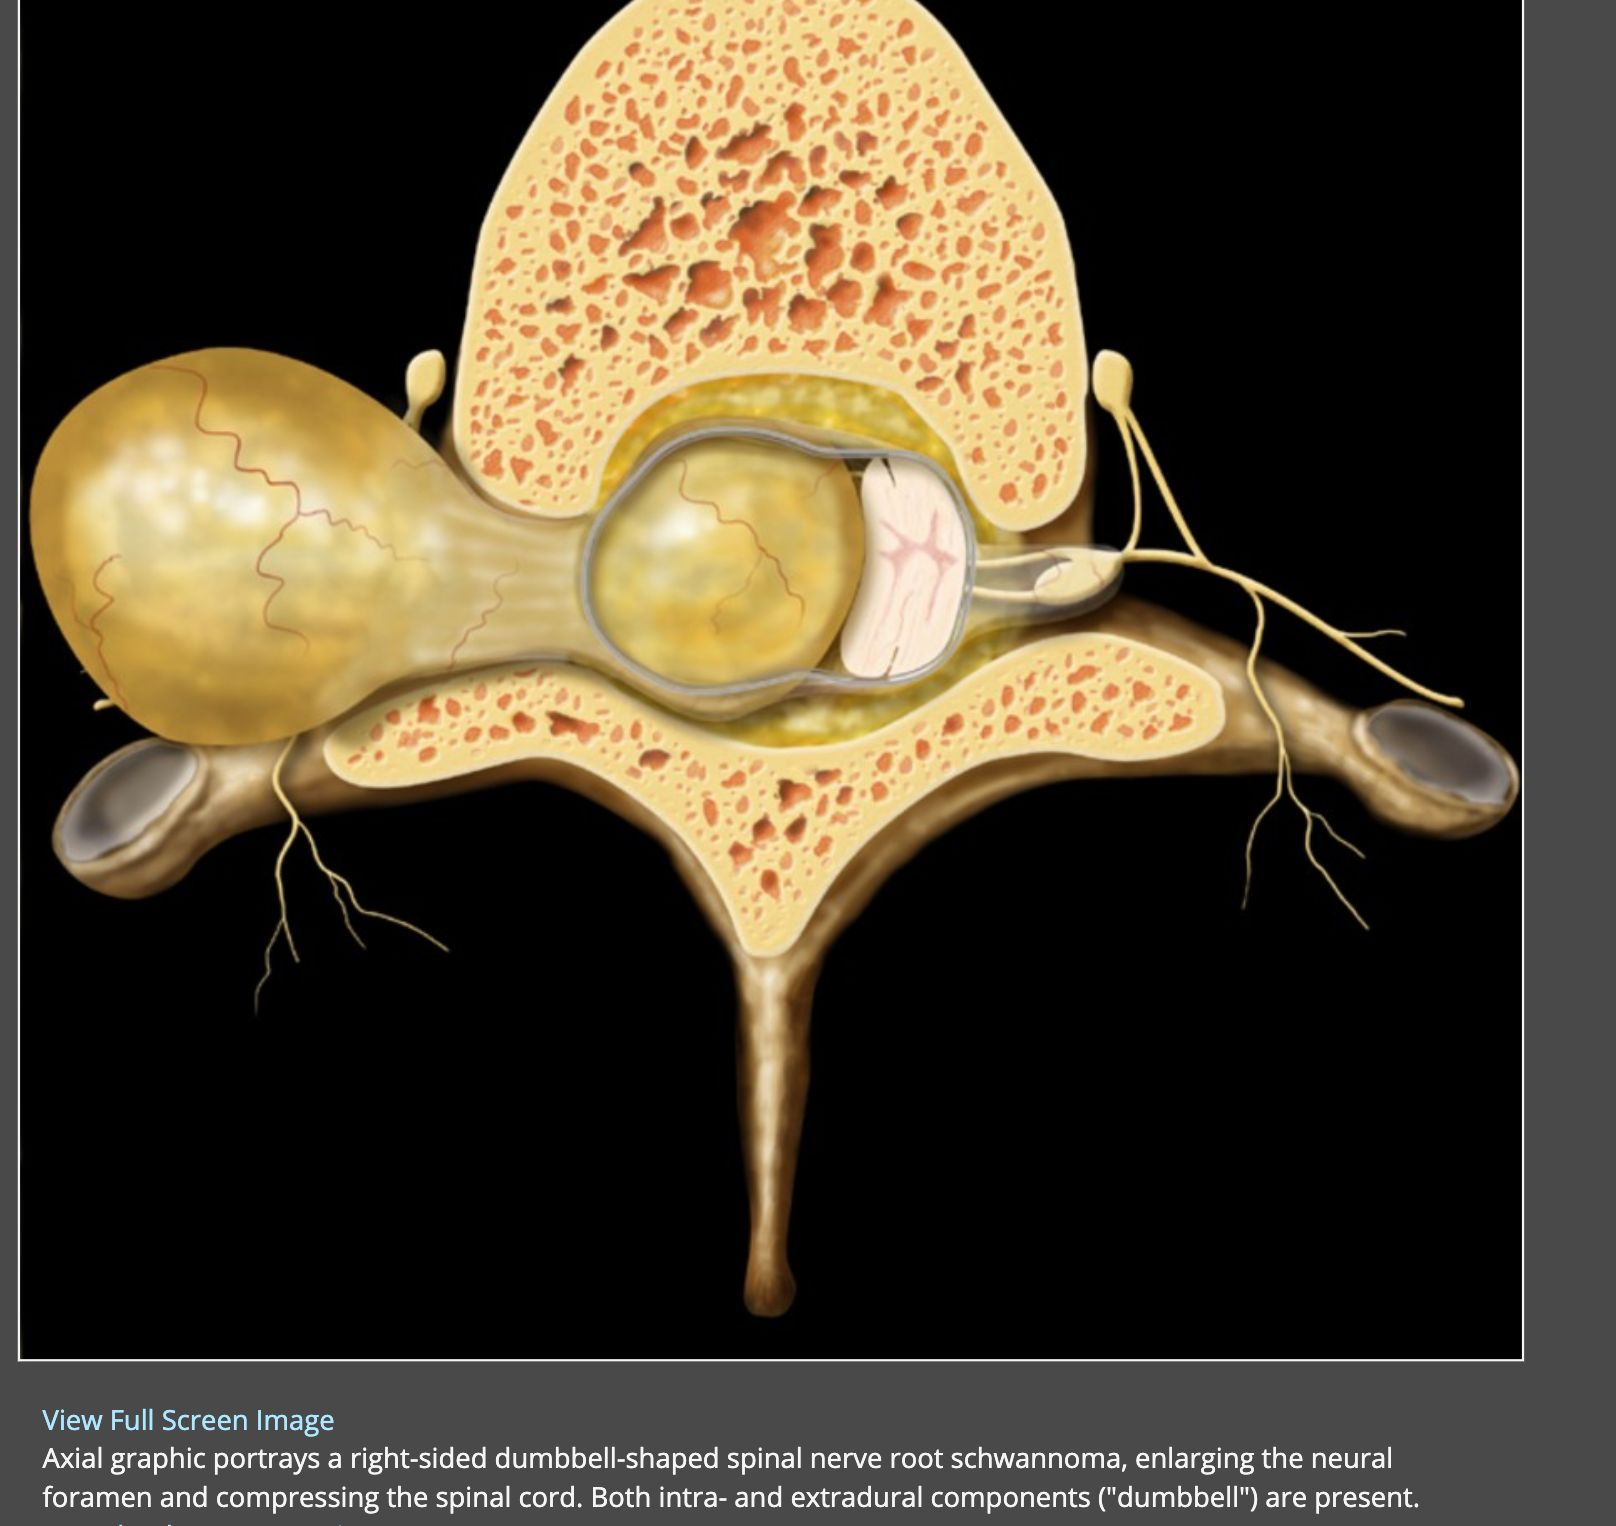 View Full Screen Image
Axial graphic portrays a right-sided dumbbell-shaped spinal nerve root schwannoma, enlarging the neural
foramen and compressing the spinal cord. Both intra- and extradural components ("dumbbell") are present.